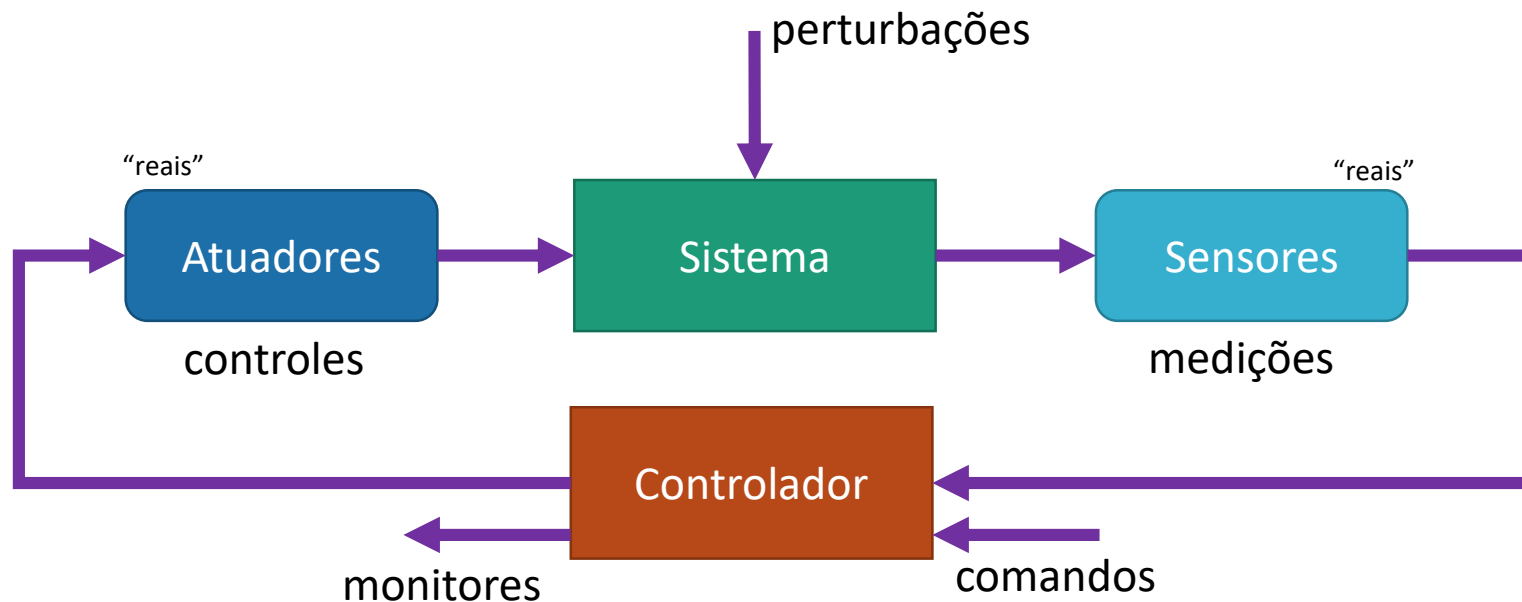 perturbações
“reais”
“reais”
Atuadores
Sistema
Sensores
controles
medições
Controlador
monitores
comandos